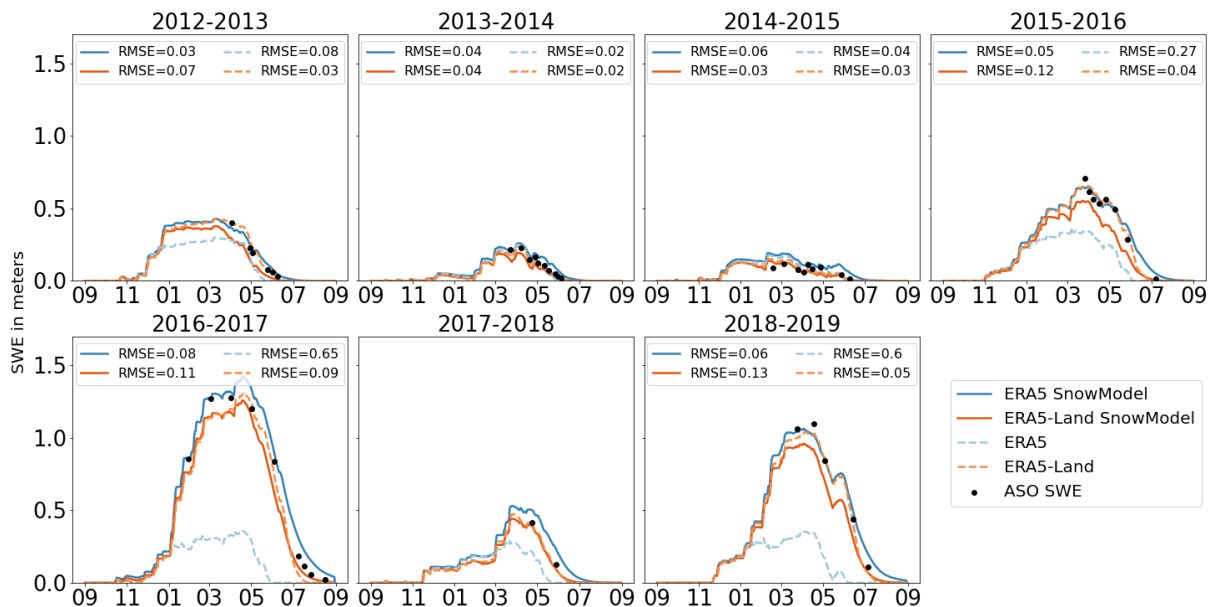 2012-2013
2013-2014
2014-2015
2015-2016
RMSE=0.03 RMSE=0.08
RMSE=0.07 RMSE=0.03
RMSE=0.04 RMSE=0.02
RMSE=0.04 RMSE=0.02
RMSE=0.06 RMSE=0.04
RMSE=0.03 RMSE=0.03
RMSE=0.05 RMSE=0.27
RMSE=0.12 RMSE=0.04
1.5
1.0
0.5
0.0
09 11 01 03 05 07 09
09 11 01 03 05 07 09
09 11 01 03 05 07 09
09 11 01 03 05 07 09
SWE in meters
2016-2017
2017-2018
2018-2019
RMSE=0.08 RMSE=0.65
RMSE=0.11 RMSE=0.09
RMSE=0.06 RMSE=0.6
RMSE=0.13 RMSE=0.05
1.5
1.0
0.5
0.0
09 11 01 03 05 07 09
09 11 01 03 05 07 09
09 11 01 03 05 07 09
ERA5 SnowModel
ERA5-Land SnowModel
ERA5
ERA5-Land
ASO SWE